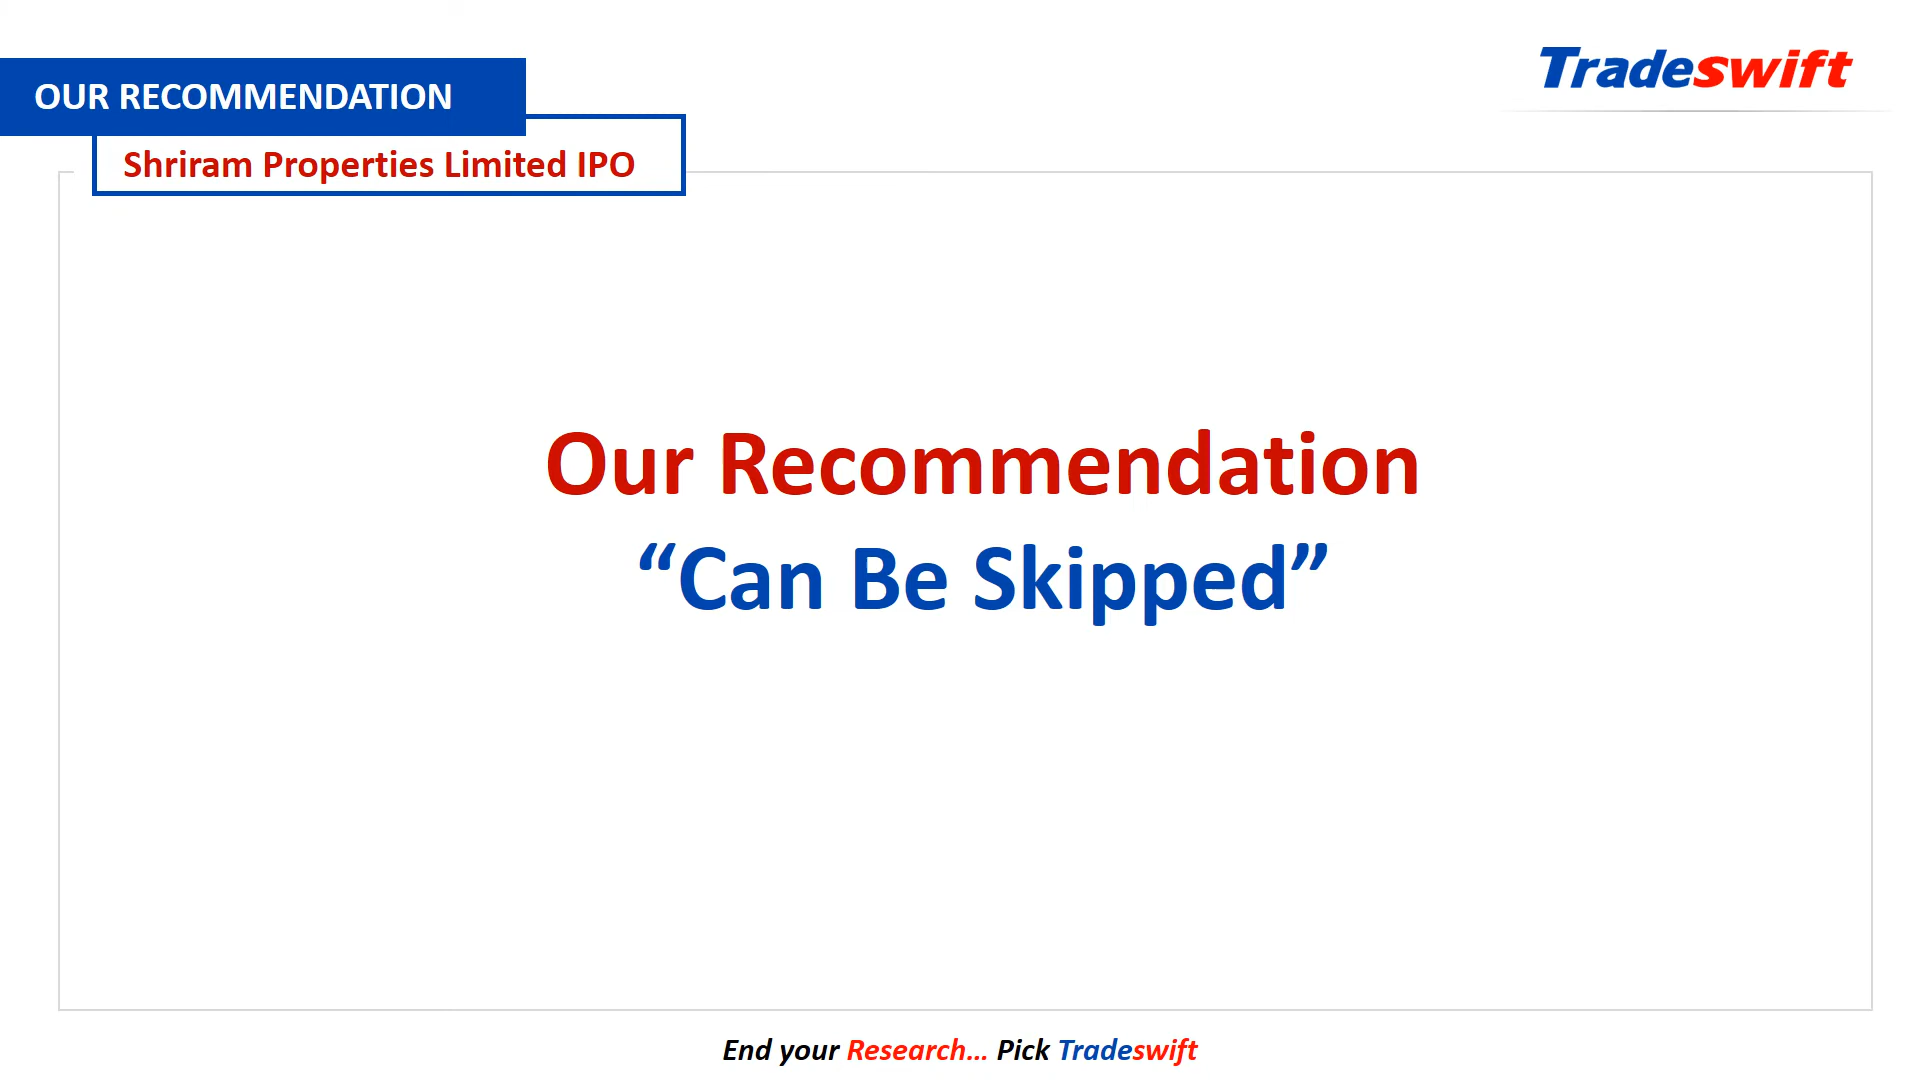 Tradeswift
OUR RECOMMENDATION
Shriram Properties Limited IPO
Our Recommendation
“Can Be Skipped”
End your Research... Pick Tradeswift